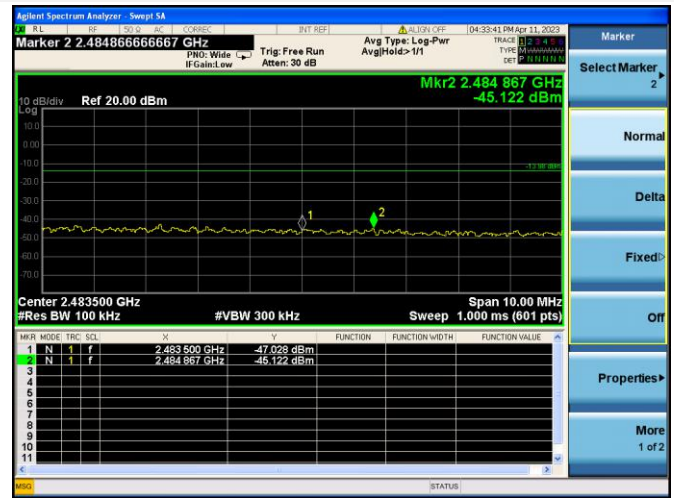 Agilent Spectrum Analyzer - Swept SA
RL RF 50 Ω AC CORREC INT REF ALIGN OFF 04:33:41 PM Apr 11, 2023
Marker 2 2.484866666667 GHz
PNO: Wide
IFGain:Low
Trig: Free Run
Atten: 30 dB
Avg Type: Log-Pwr
Avg|Hold>1/1
TRACE 1 2 3 4 5 6
TYPE M
DET P N N N N N
Mkr2 2.484 867 GHz
-45.122 dBm
10 dB/div Ref 20.00 dBm
Log
10.0
0.00
-10.0
-20.0
-30.0
-40.0
-50.0
-60.0
-70.0
1
2
Center 2.483500 GHz Span 10.00 MHz
#Res BW 100 kHz #VBW 300 kHz Sweep 1.000 ms (601 pts)
MKR MODE TRC SCL X Y FUNCTION FUNCTION WIDTH FUNCTION VALUE
1 N 1 f 2.483 500 GHz -47.028 dBm
2 N 1 f 2.484 867 GHz -45.122 dBm
3
4
5
6
7
8
9
10
11
MSG STATUS
Marker
Select Marker
2
Normal
Delta
Fixed
Off
Properties
More
1 of 2